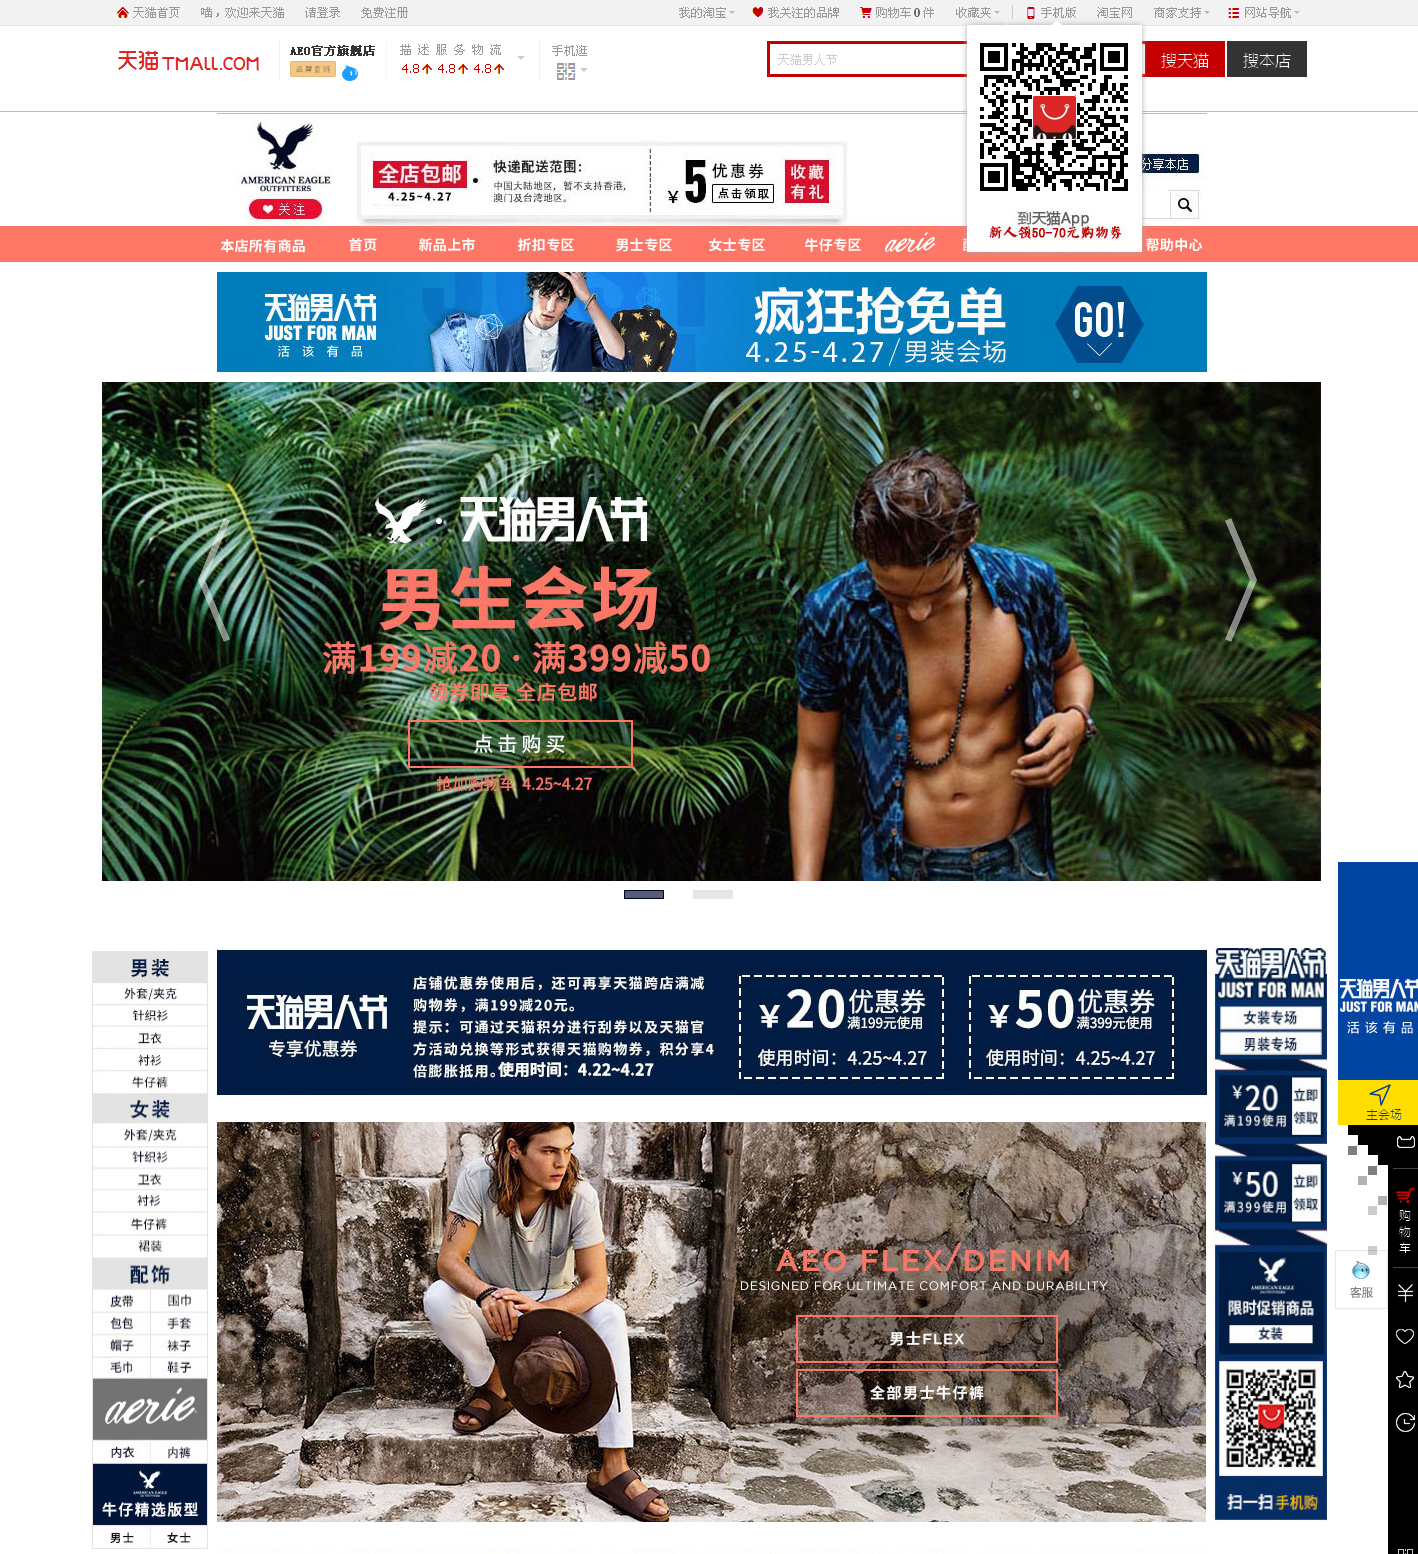 天猫首页 喵，欢迎来天猫 请登录 免费注册 我的淘宝 我关注的品牌 购物车0件 收藏夹 手机版 淘宝网 商家支持 网站导航
天猫 TMALL.COM
AEO官方旗舰店
品牌直销
描述 服务 物流
4.8 4.8 4.8
手机逛
天猫男人节
搜天猫
搜本店
AMERICAN EAGLE
OUTFITTERS
关注
全店包邮
4.25~4.27
快递配送范围：
中国大陆地区，暂不支持香港，
澳门及台湾地区。
¥5优惠券
点击领取
收藏
有礼
到天猫App
新人领50-70元购物券
分享本店
本店所有商品 首页 新品上市 折扣专区 男士专区 女士专区 牛仔专区 aerie 帮助中心
天猫男人节
JUST FOR MAN
活该有品
疯狂抢免单
4.25-4.27/男装会场
GO!
天猫男人节
男生会场
满199减20 · 满399减50
领券即享 全店包邮
点击购买
抢加购物车 4.25~4.27
男装
外套/夹克
针织衫
卫衣
衬衫
牛仔裤
女装
外套/夹克
针织衫
卫衣
衬衫
牛仔裤
裙装
配饰
皮带 围巾
包包 手套
帽子 袜子
毛巾 鞋子
aerie
内衣 内裤
牛仔精选版型
男士 女士
天猫男人节
专享优惠券
店铺优惠券使用后，还可再享天猫跨店满减
购物券，满199减20元。
提示：可通过天猫积分进行刮券以及天猫官
方活动兑换等形式获得天猫购物券，积分享4
倍膨胀抵用。使用时间：4.22~4.27
¥20优惠券
满199元使用
使用时间：4.25~4.27
¥50优惠券
满399元使用
使用时间：4.25~4.27
AEO FLEX/DENIM
DESIGNED FOR ULTIMATE COMFORT AND DURABILITY
男士FLEX
全部男士牛仔裤
天猫男人节
JUST FOR MAN
女装专场
男装专场
¥20
满199使用
立即
领取
¥50
满399使用
立即
领取
AMERICAN EAGLE
OUTFITTERS
限时促销商品
女装
扫一扫 手机购
天猫男人节
JUST FOR MAN
活该有品
主会场
购
物
车
客服